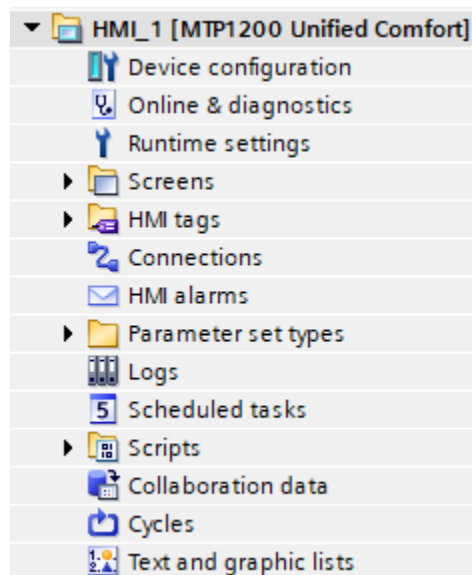 HMI_1 [MTP1200 Unified Comfort]
Device configuration
Online & diagnostics
Runtime settings
Screens
HMI tags
Connections
HMI alarms
Parameter set types
Logs
5 Scheduled tasks
Scripts
Collaboration data
Cycles
Text and graphic lists